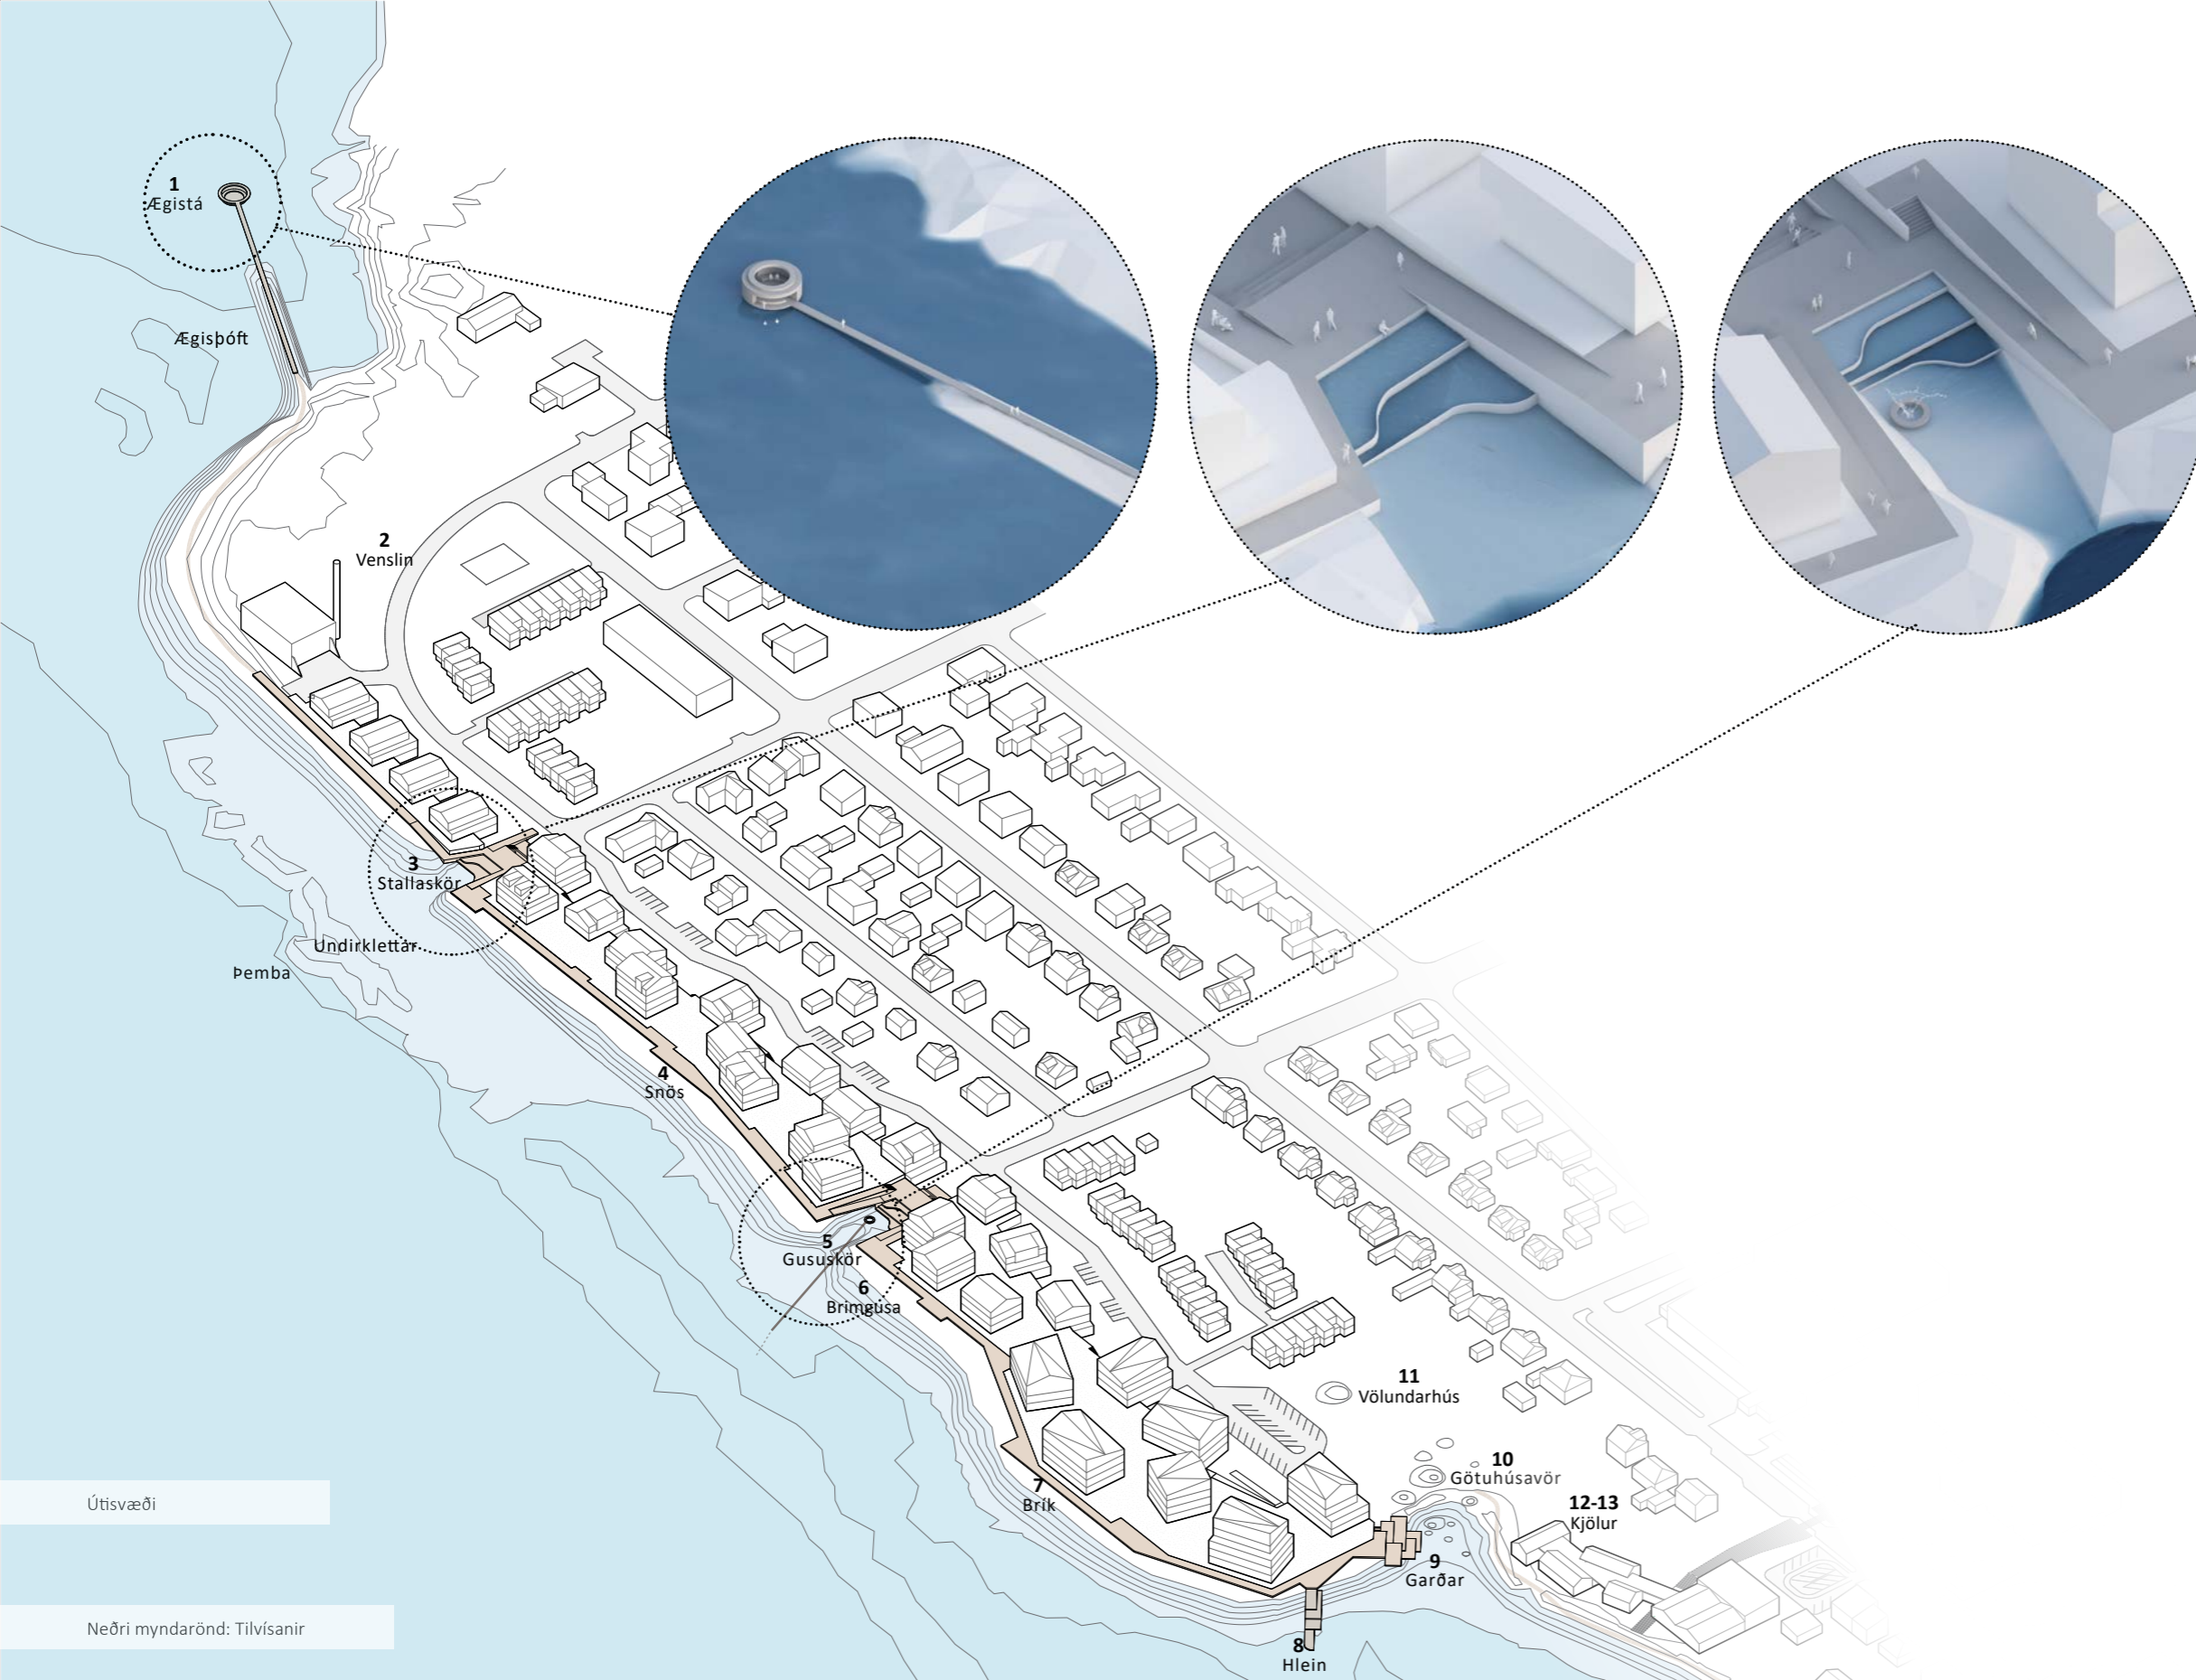 1
Ægistá
Ægisþóft
2
Venslin
3
Stallaskör
Undirklettar
Þemba
4
Snös
5
Gususkör
6
Brimgusa
7
Brík
8
Hlein
9
Garðar
10
Götuhúsavör
11
Völundarhús
12-13
Kjölur
Útisvæði
Neðri myndarönd: Tilvísanir